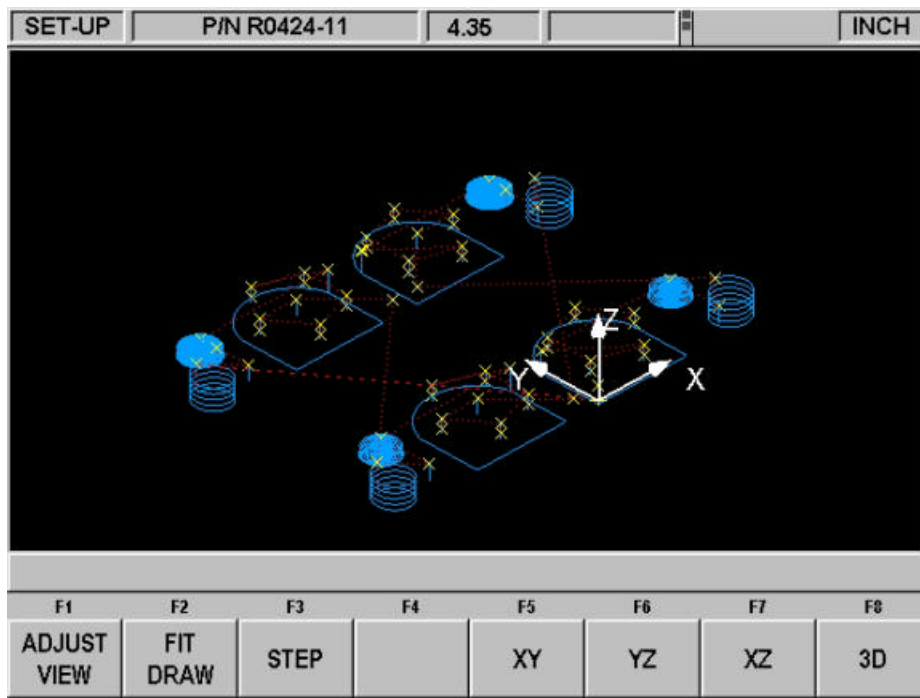 SET-UP P/N R0424-11 4.35 INCH
Z
Y X
F1 F2 F3 F4 F5 F6 F7 F8
ADJUST FIT STEP XY YZ XZ 3D
VIEW DRAW